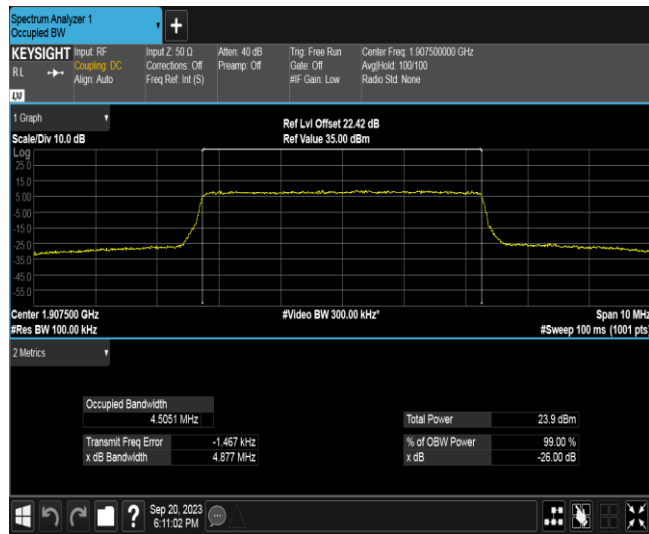 Spectrum Analyzer 1
Occupied BW
+
KEYSIGHT Input: RF Input Z: 50 Ω Atten: 40 dB Trig: Free Run Center Freq: 1.907500000 GHz
RL Coupling: DC Corrections: Off Preamp: Off Gate: Off Avg|Hold: 100/100
Align: Auto Freq Ref: Int (S) #IF Gain: Low Radio Std: None
LXI
1 Graph
Ref Lvl Offset 22.42 dB
Scale/Div 10.0 dB Ref Value 35.00 dBm
Log
25.0
15.0
5.00
-5.00
-15.0
-25.0
-35.0
-45.0
-55.0
Center 1.907500 GHz #Video BW 300.00 kHz* Span 10 MHz
#Res BW 100.00 kHz #Sweep 100 ms (1001 pts)
2 Metrics
Occupied Bandwidth
4.5051 MHz Total Power 23.9 dBm
Transmit Freq Error -1.467 kHz % of OBW Power 99.00 %
x dB Bandwidth 4.877 MHz x dB -26.00 dB
? Sep 20, 2023
6:11:02 PM